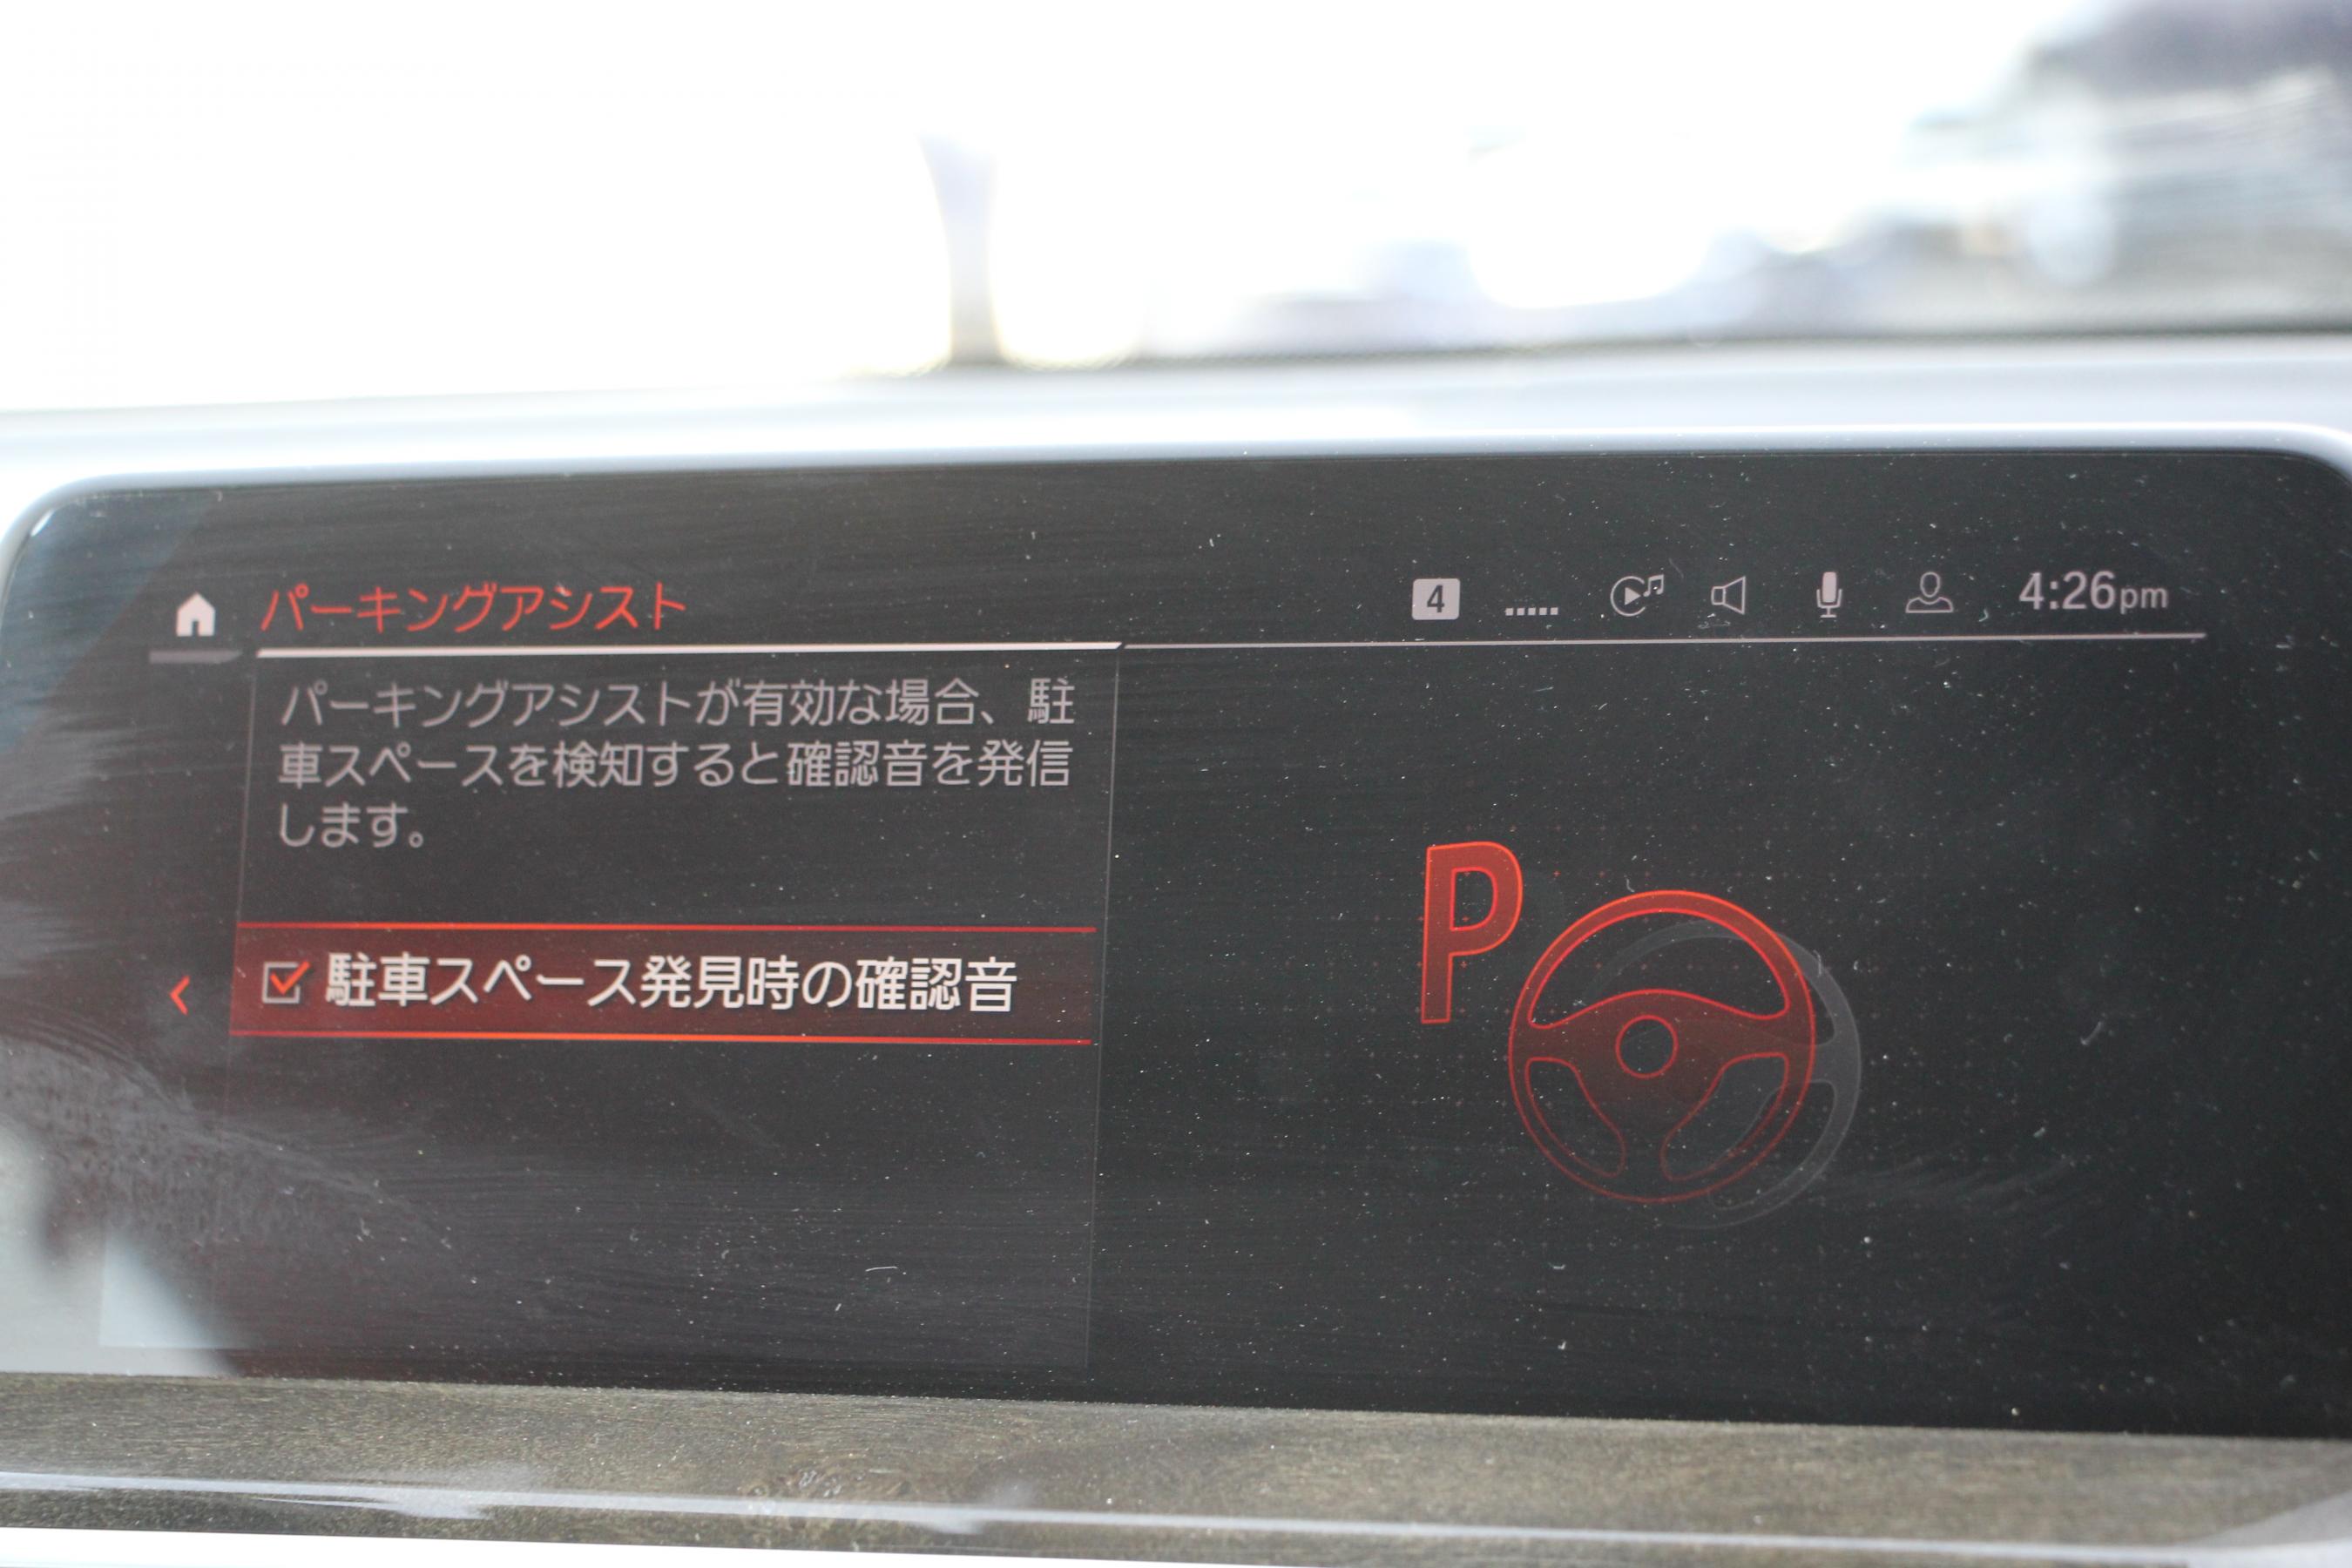 パーキングアシスト
4
4:26pm
パーキングアシストが有効な場合、駐
車スペースを検知すると確認音を発信
します。
駐車スペース発見時の確認音
P